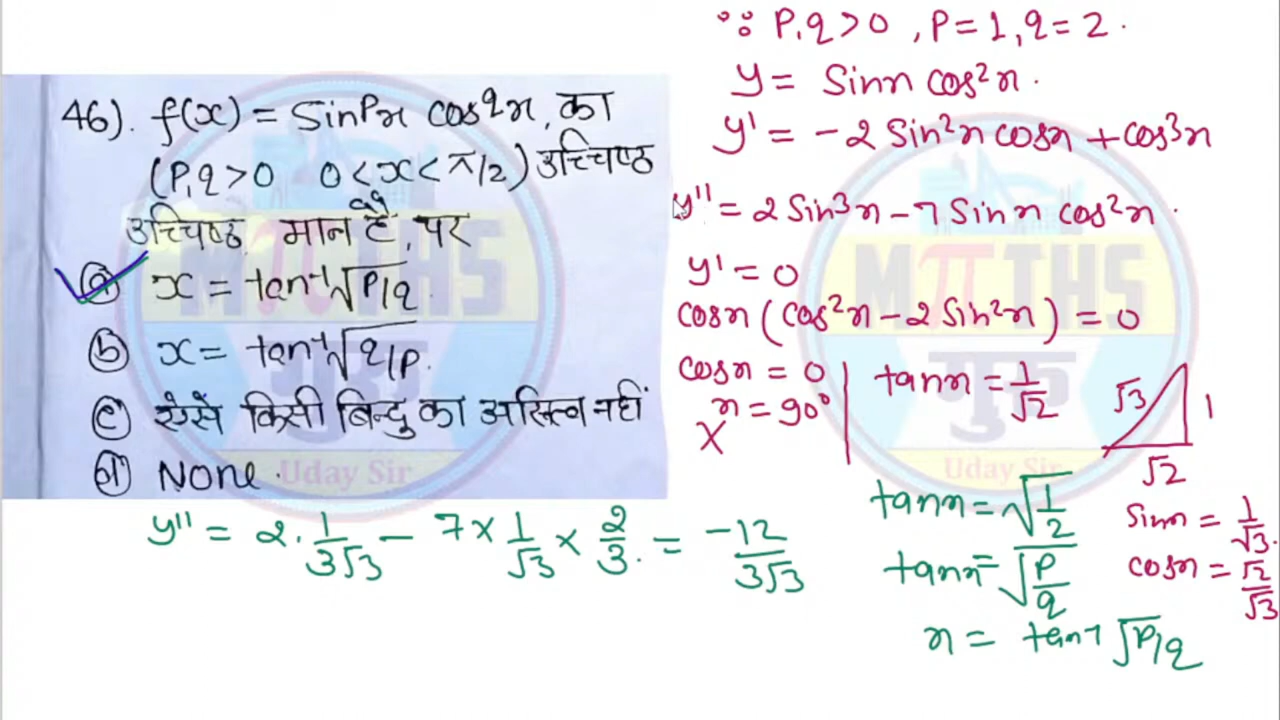 46). f(x) = Sinᴾx cos^q x, का
(P,q > 0 0 < x < π/2) उच्चिष्ठ
उच्चिष्ठ मान है, पर
(a) x = tan⁻¹√P/q
(b) x = tan⁻¹√q/P.
(c) ऐसे किसी बिन्दु का अस्तित्व नहीं
(d) None.
Uday Sir
∵ P,q > 0, P = 1, q = 2.
y = Sinx cos²x.
y' = -2 Sin²x cosx + cos³x
y'' = 2 Sin³x - 7 Sinx cos²x.
y' = 0
cosx (cos²x - 2 Sin²x) = 0
cosx = 0
x = 90°
X
tanx = 1/√2
√3
1
√2
Uday Sir
tanx = √1/2
tanx = √P/q
x = tan⁻¹ √P/q
Sinx = 1/√3.
cosx = √2/√3
y'' = 2. 1/3√3 - 7 × 1/√3 × 2/3. = -12/3√3